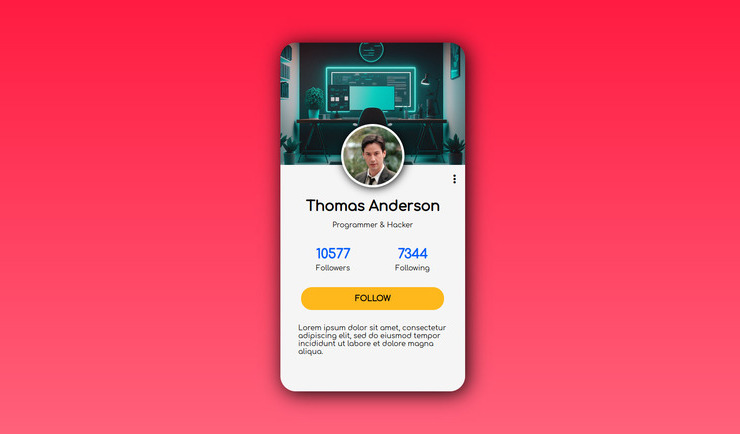 Thomas Anderson
Programmer & Hacker
10577 7344
Followers Following
FOLLOW
Lorem ipsum dolor sit amet, consectetur
adipiscing elit, sed do eiusmod tempor
incididunt ut labore et dolore magna
aliqua.